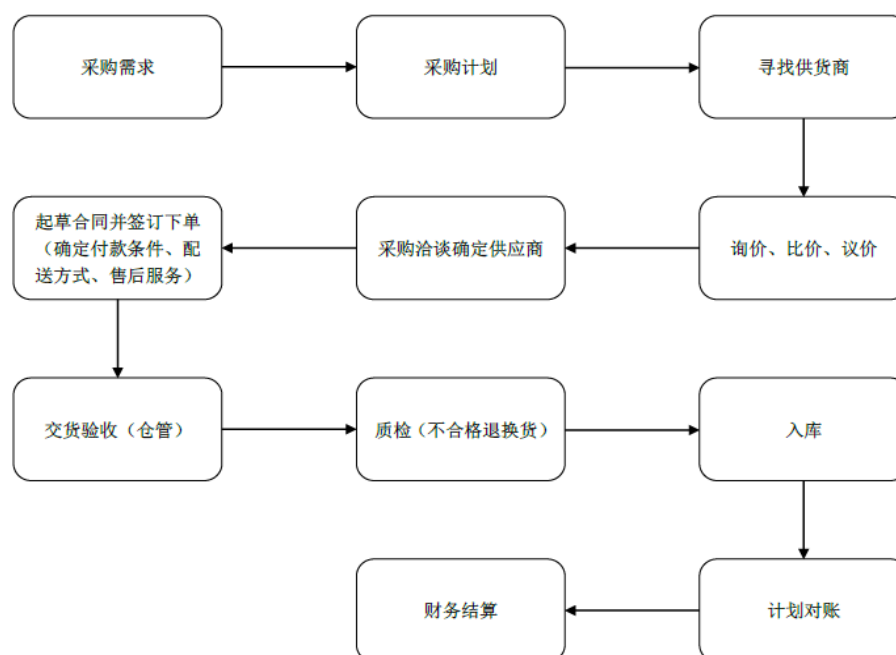 采购需求
采购计划
寻找供货商
询价、比价、议价
采购洽谈确定供应商
起草合同并签订下单
（确定付款条件、配
送方式、售后服务）
交货验收（仓管）
质检（不合格退换货）
入库
计划对账
财务结算